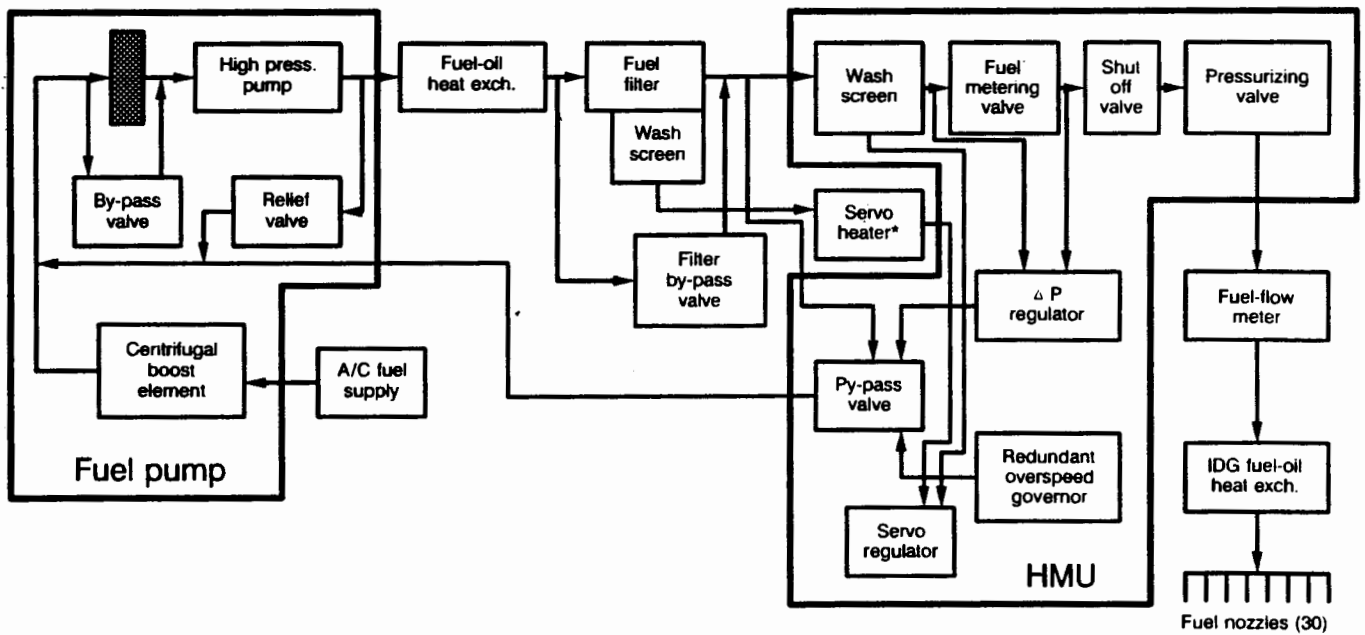 High press.
pump
Fuel-oil
heat exch.
Fuel
filter
Wash
screen
Wash
screen
Fuel
metering
valve
Shut
off
valve
Pressurizing
valve
By-pass
valve
Relief
valve
Servo
heater*
Filter
by-pass
valve
Δ P
regulator
Fuel-flow
meter
Centrifugal
boost
element
A/C fuel
supply
Py-pass
valve
Fuel pump
Redundant
overspeed
governor
IDG fuel-oil
heat exch.
Servo
regulator
HMU
Fuel nozzles (30)